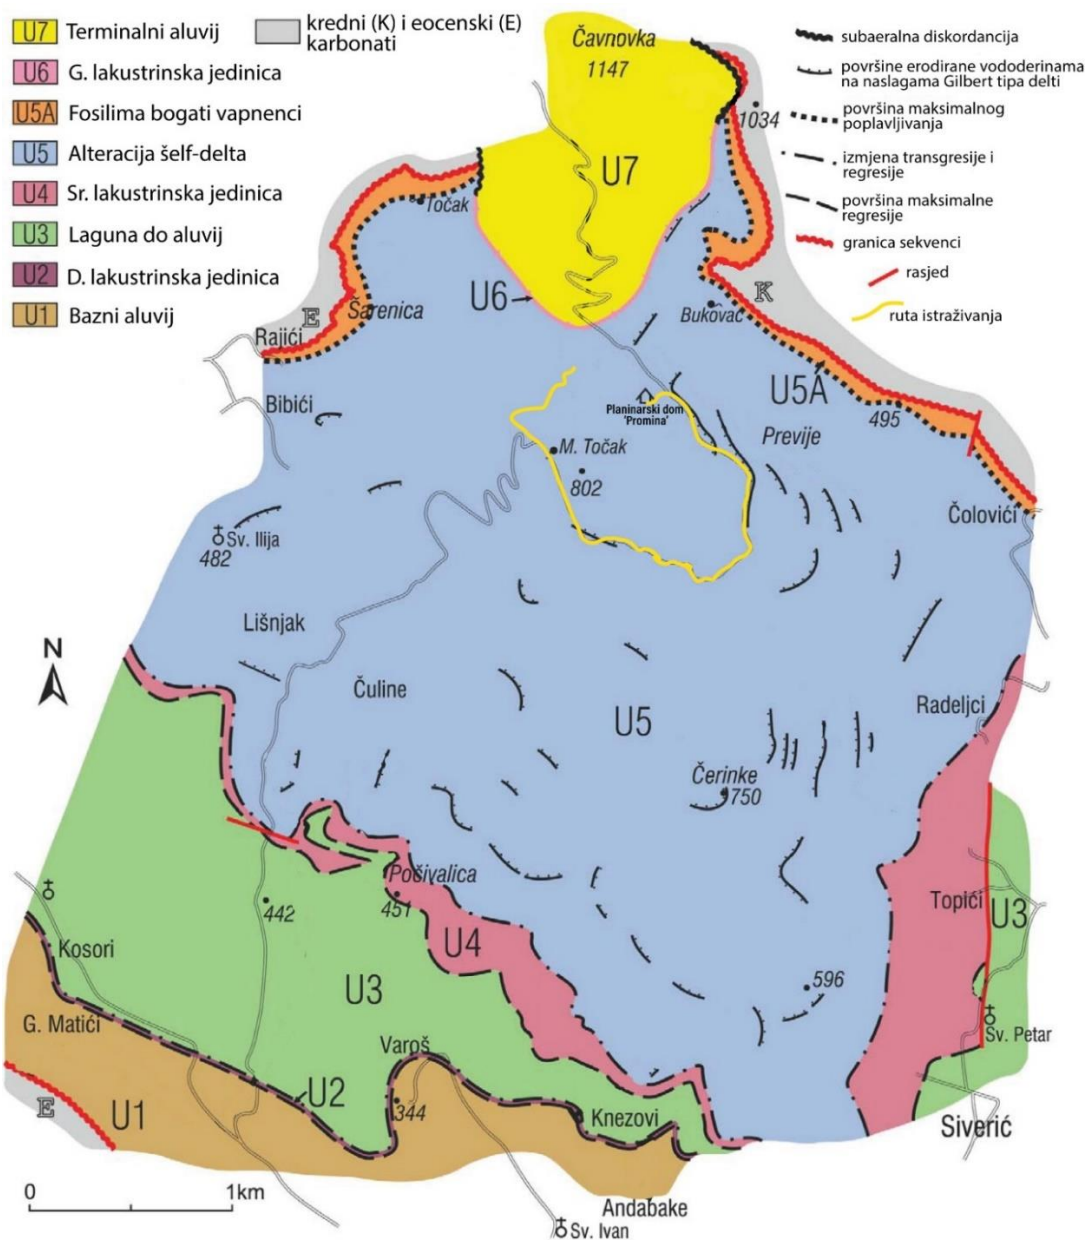 U7 Terminalni aluvij
U6 G. lakustrinska jedinica
U5A Fosilima bogati vapnenci
U5 Alteracija šelf-delta
U4 Sr. lakustrinska jedinica
U3 Laguna do aluvij
U2 D. lakustrinska jedinica
U1 Bazni aluvij
kredni (K) i eocenski (E)
karbonati
subaeralna diskordancija
površine erodirane vododerinama
na naslagama Gilbert tipa delti
površina maksimalnog
poplavljivanja
izmjena transgresije i
regresije
površina maksimalne
regresije
granica sekvenci
rasjed
ruta istraživanja
Čavnovka
1147
1034
U7
Točak
U6
K
E
Šarenica
Bukovac
Rajići
U5A
Bibići
Planinarski dom
'Promina'
495
Previje
M. Točak
802
Čolovići
Sv. Ilija
482
Lišnjak
N
Čuline
U5
Radeljci
Čerinke
750
Počivalica
451
442
Topići
U3
U4
Kosori
596
U3
G. Matići
Sv. Petar
Varoš
U2
344
E
U1
Knezovi
Siverić
0 1km
Andabake
Sv. Ivan